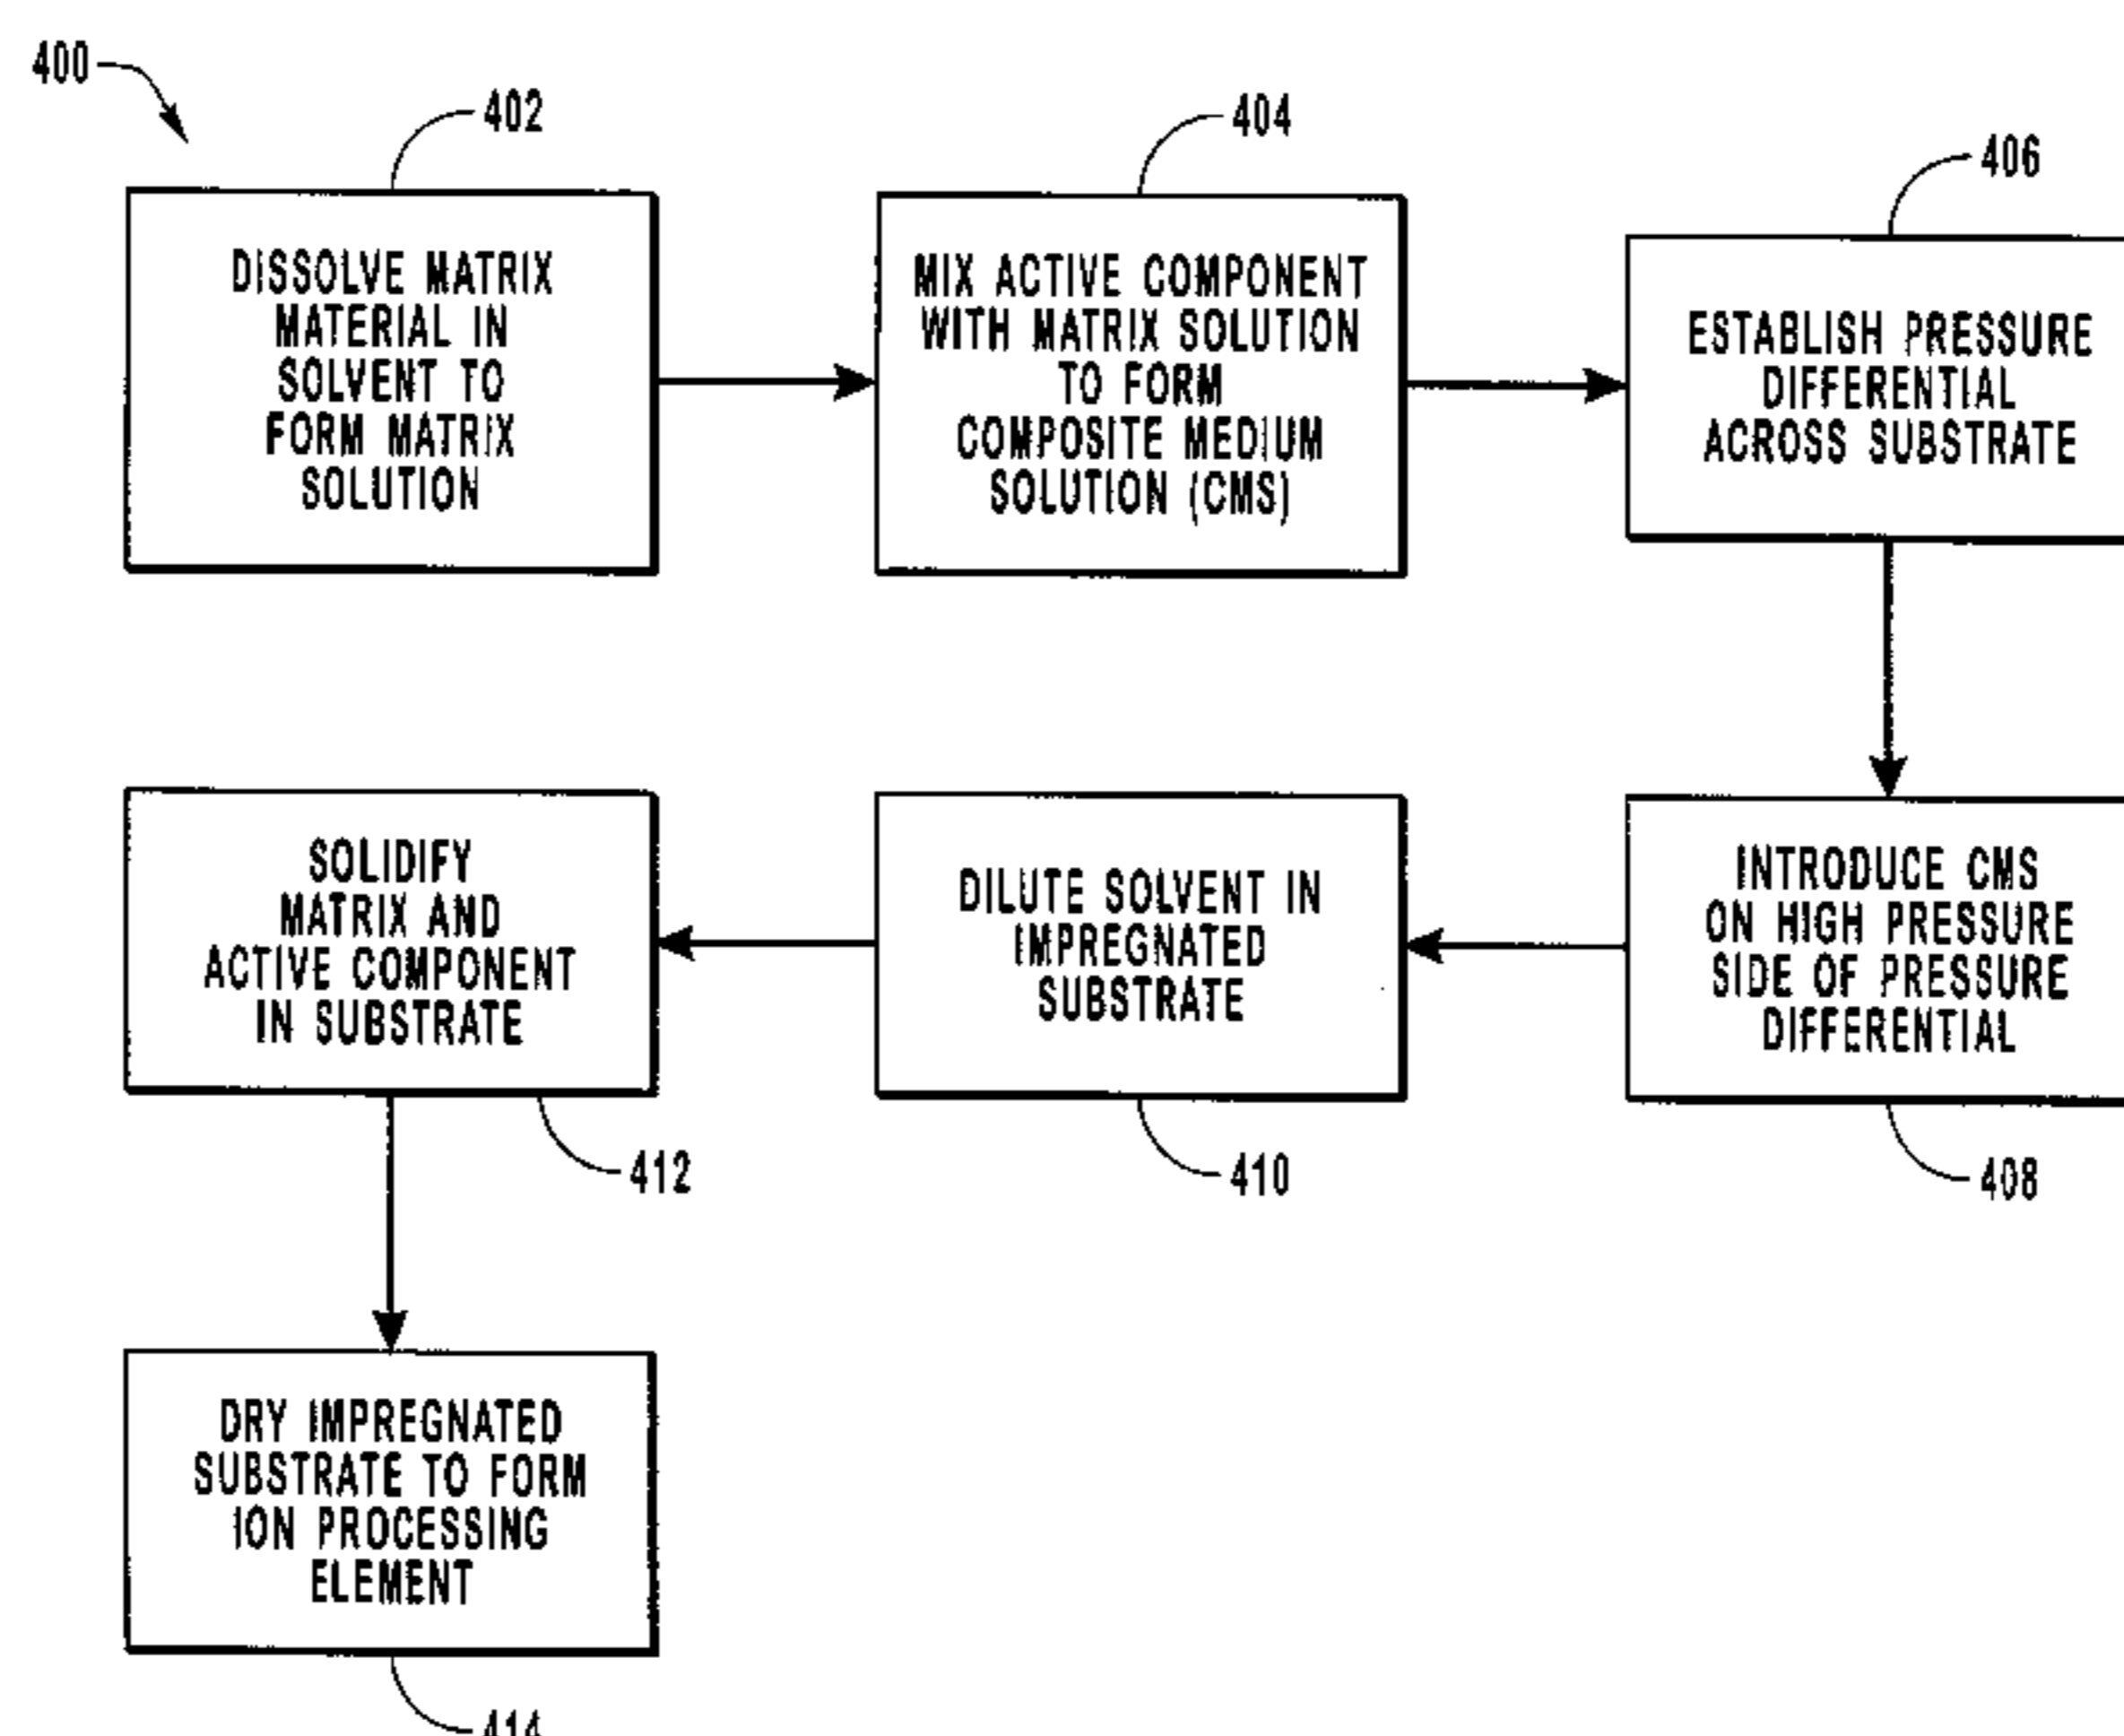 400
402
404
406
DISSOLVE MATRIX
MATERIAL IN
SOLVENT TO
FORM MATRIX
SOLUTION
MIX ACTIVE COMPONENT
WITH MATRIX SOLUTION
TO FORM
COMPOSITE MEDIUM
SOLUTION (CMS)
ESTABLISH PRESSURE
DIFFERENTIAL
ACROSS SUBSTRATE
INTRODUCE CMS
ON HIGH PRESSURE
SIDE OF PRESSURE
DIFFERENTIAL
408
DILUTE SOLVENT IN
IMPREGNATED
SUBSTRATE
410
SOLIDIFY
MATRIX AND
ACTIVE COMPONENT
IN SUBSTRATE
412
DRY IMPREGNATED
SUBSTRATE TO FORM
ION PROCESSING
ELEMENT
414